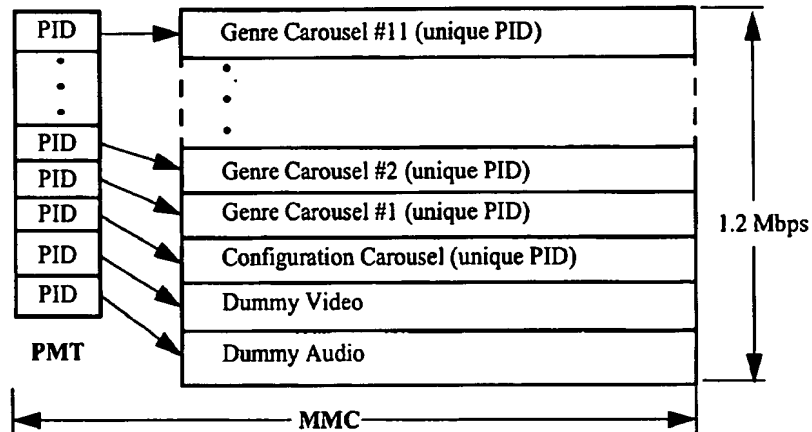 PID
Genre Carousel #11 (unique PID)
PID
Genre Carousel #2 (unique PID)
PID
Genre Carousel #1 (unique PID)
PID
Configuration Carousel (unique PID)
PID
Dummy Video
PID
Dummy Audio
1.2 Mbps
PMT
MMC